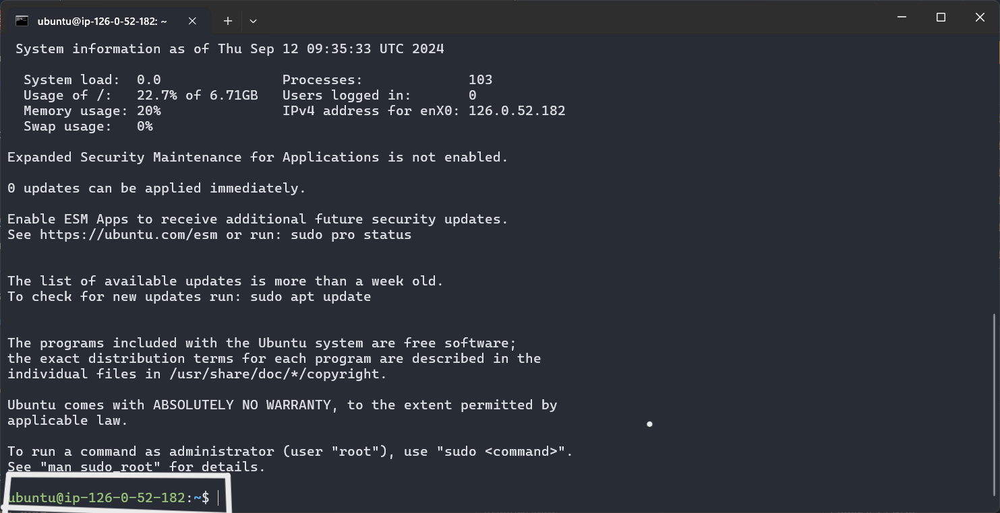 ubuntu@ip-126-0-52-182: ~
System information as of Thu Sep 12 09:35:33 UTC 2024
System load: 0.0 Processes: 103
Usage of /: 22.7% of 6.71GB Users logged in: 0
Memory usage: 20% IPv4 address for enX0: 126.0.52.182
Swap usage: 0%
Expanded Security Maintenance for Applications is not enabled.
0 updates can be applied immediately.
Enable ESM Apps to receive additional future security updates.
See https://ubuntu.com/esm or run: sudo pro status
The list of available updates is more than a week old.
To check for new updates run: sudo apt update
The programs included with the Ubuntu system are free software;
the exact distribution terms for each program are described in the
individual files in /usr/share/doc/*/copyright.
Ubuntu comes with ABSOLUTELY NO WARRANTY, to the extent permitted by
applicable law.
To run a command as administrator (user "root"), use "sudo <command>".
See "man sudo_root" for details.
ubuntu@ip-126-0-52-182:~$